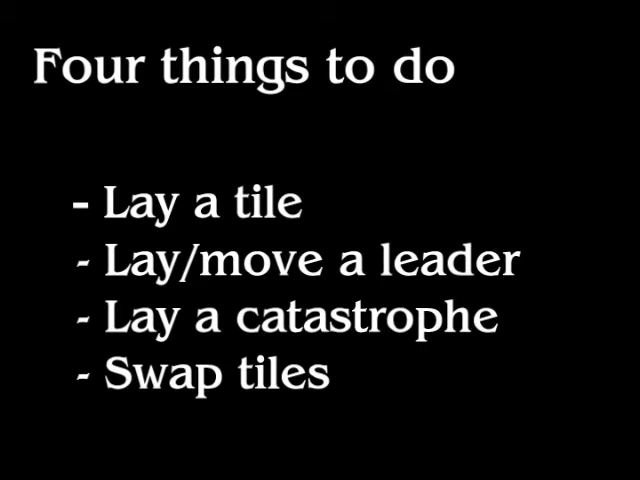 Four things to do
- Lay a tile
- Lay/move a leader
- Lay a catastrophe
- Swap tiles